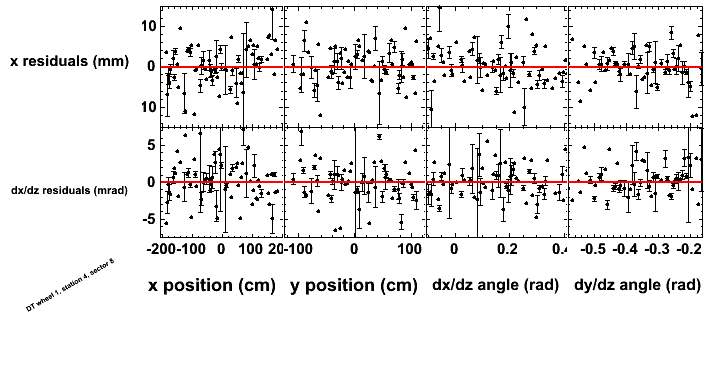 x residuals (mm)
10
0
10
dx/dz residuals (mrad)
5
0
-5
-200 -100 0 100 20 -100 0 100 0 0.2 0.4 -0.5 -0.4 -0.3 -0.2
x position (cm) y position (cm) dx/dz angle (rad) dy/dz angle (rad)
DT wheel 1, station 4, sector 8